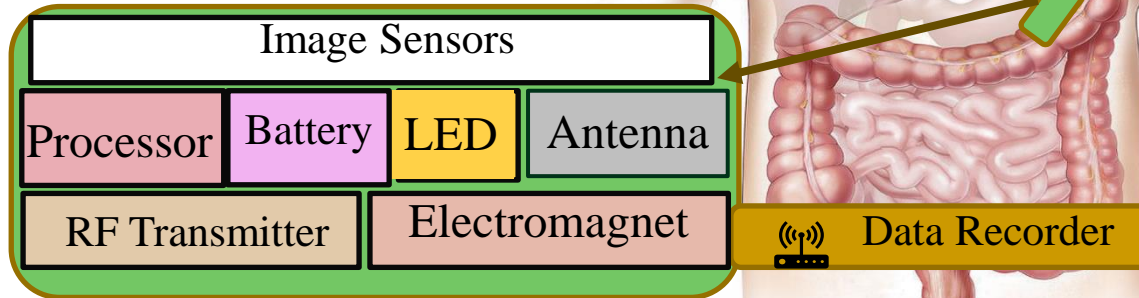 Image Sensors
Processor
Battery
LED
Antenna
RF Transmitter
Electromagnet
Data Recorder